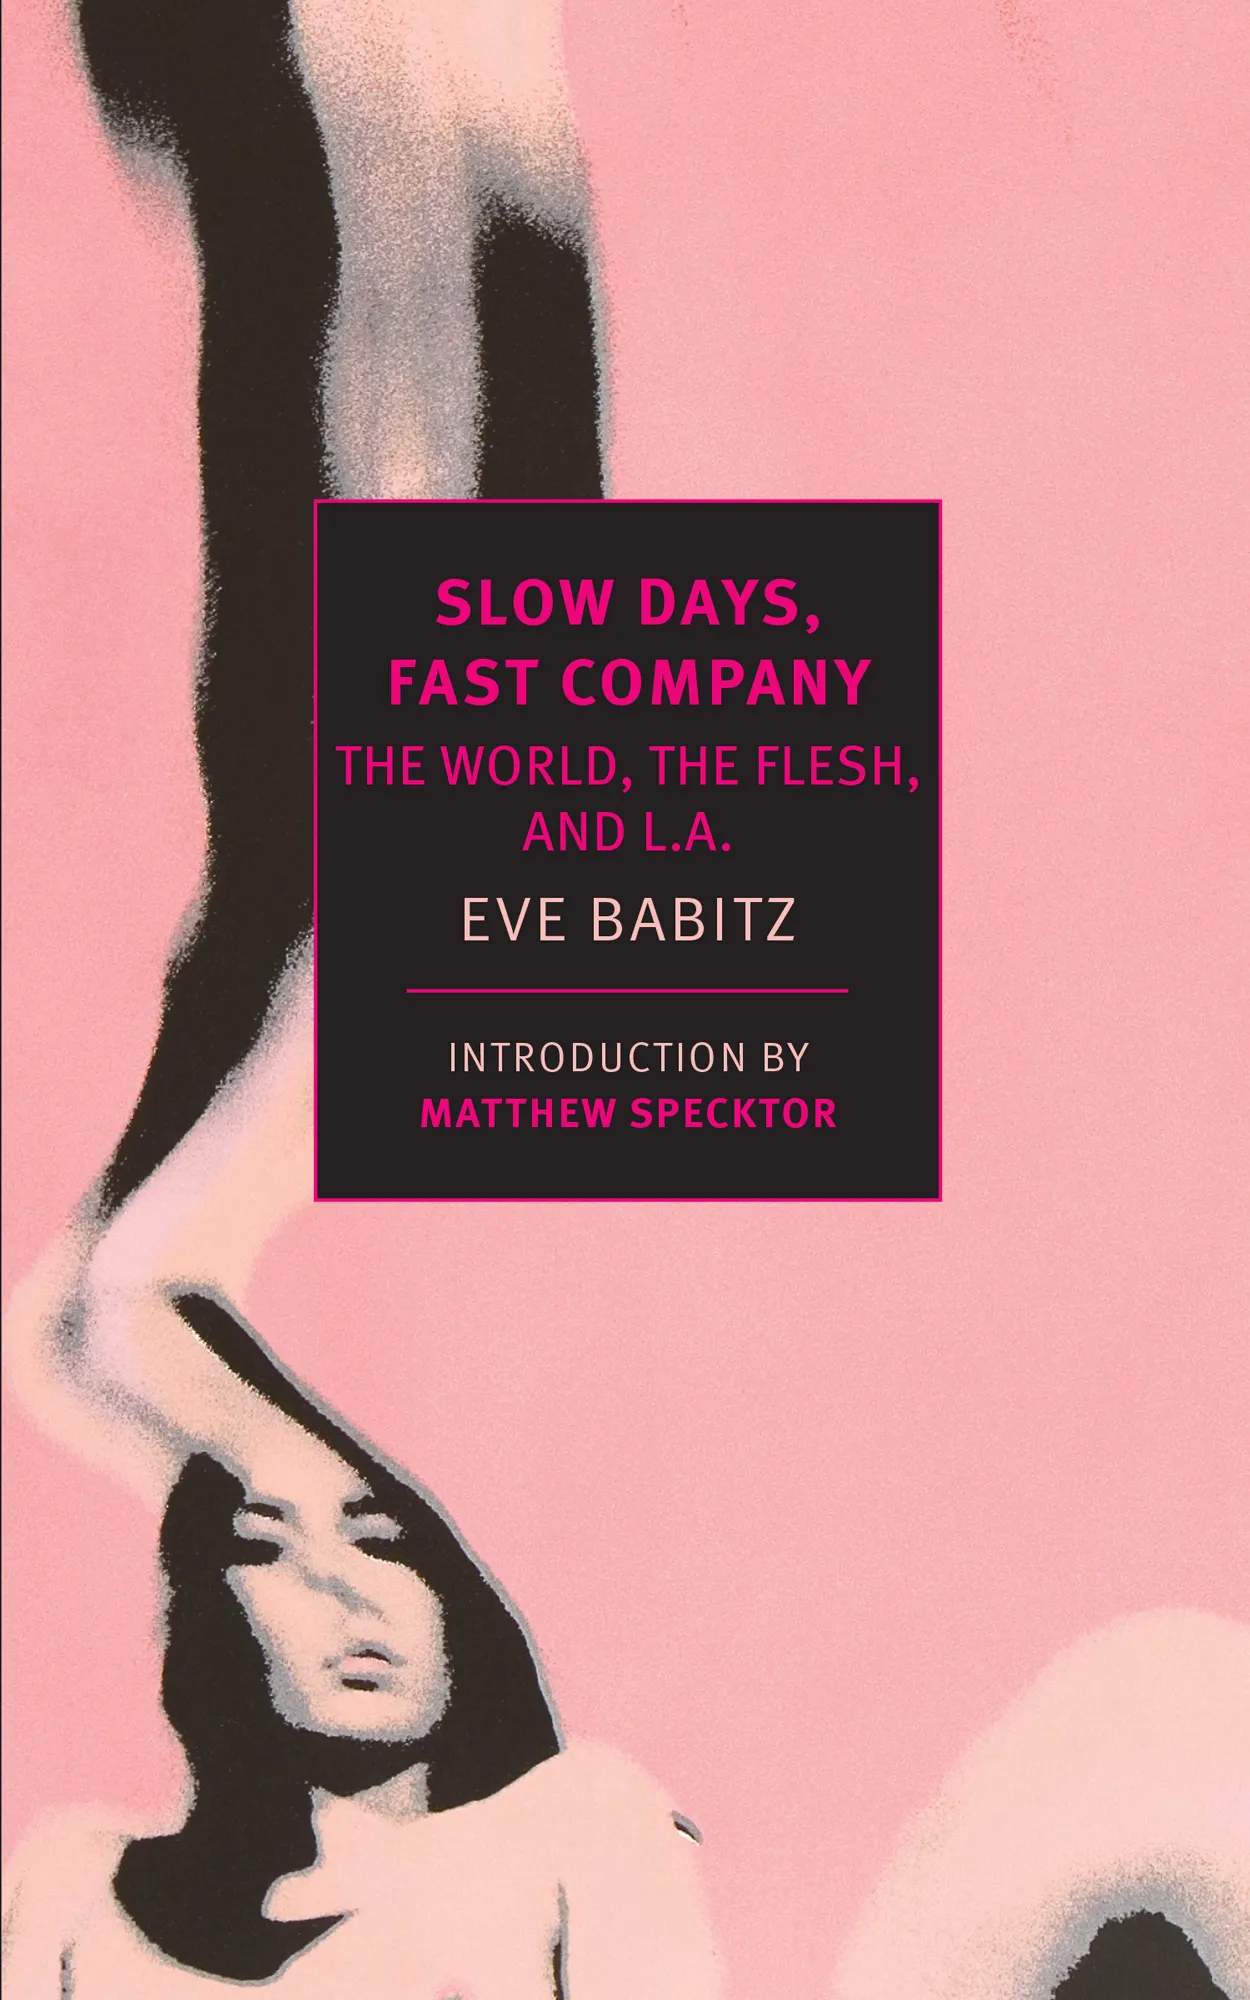 SLOW DAYS,
FAST COMPANY
THE WORLD, THE FLESH,
AND L.A.
EVE BABITZ
INTRODUCTION BY
MATTHEW SPECKTOR